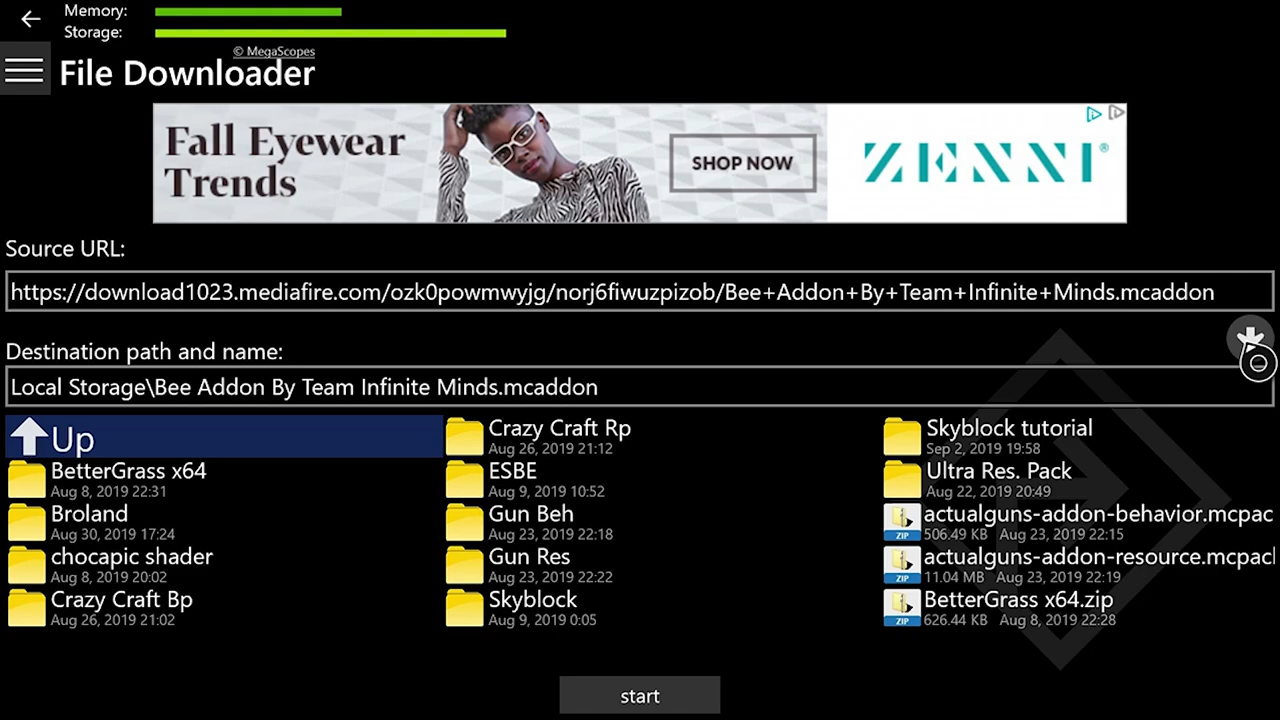 Memory:
Storage:
© MegaScopes
File Downloader
Fall Eyewear
Trends
SHOP NOW
ZENNI®
Source URL:
https://download1023.mediafire.com/ozk0powmwyjg/norj6fiwuzpizob/Bee+Addon+By+Team+Infinite+Minds.mcaddon
Destination path and name:
Local Storage\Bee Addon By Team Infinite Minds.mcaddon
Up
BetterGrass x64
Aug 8, 2019 22:31
Broland
Aug 30, 2019 17:24
chocapic shader
Aug 8, 2019 20:02
Crazy Craft Bp
Aug 26, 2019 21:02
Crazy Craft Rp
Aug 26, 2019 21:12
ESBE
Aug 9, 2019 10:52
Gun Beh
Aug 23, 2019 22:18
Gun Res
Aug 23, 2019 22:22
Skyblock
Aug 9, 2019 0:05
Skyblock tutorial
Sep 2, 2019 19:58
Ultra Res. Pack
Aug 22, 2019 20:49
actualguns-addon-behavior.mcpac
ZIP 506.49 KB Aug 23, 2019 22:15
actualguns-addon-resource.mcpack
ZIP 11.04 MB Aug 23, 2019 22:19
BetterGrass x64.zip
ZIP 626.44 KB Aug 8, 2019 22:28
start